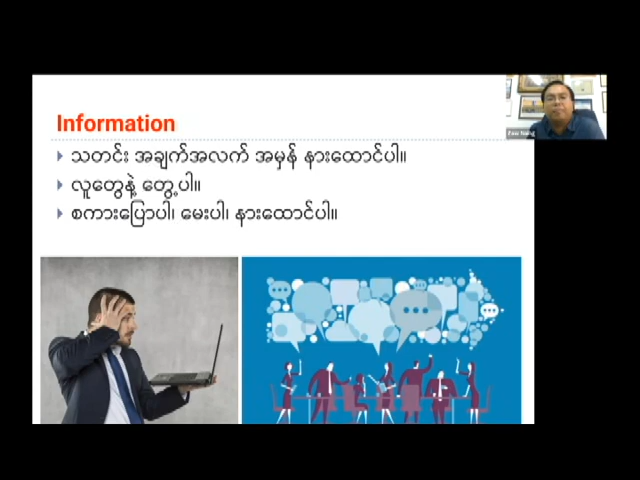 Information
သတင်း အချက်အလက် အမှန် နားထောင်ပါ။
လူတွေနဲ့ တွေ့ပါ။
စကားပြောပါ၊ မေးပါ၊ နားထောင်ပါ။